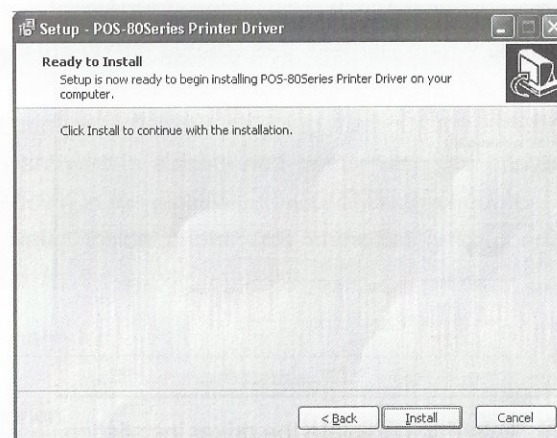 Setup - POS-80Series Printer Driver
Ready to Install
Setup is now ready to begin installing POS-80Series Printer Driver on your
computer.
Click Install to continue with the installation.
< Back
Install
Cancel